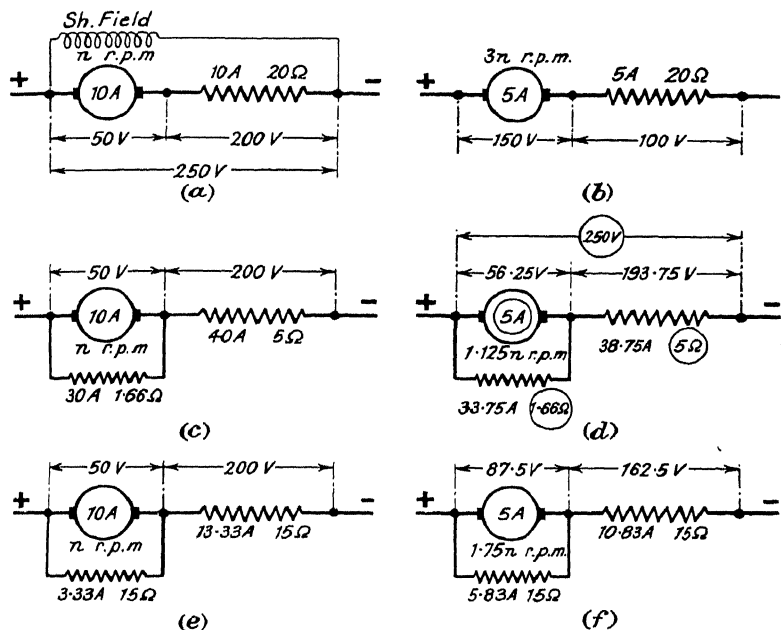 Sh. Field
n r.p.m
+ 10A 10A 20Ω −
50 V 200 V
250V
(a)
3n r.p.m.
+ 5A 5A 20Ω −
150 V 100 V
(b)
50 V 200 V
+ 10A −
n r.p.m 40A 5Ω
30A 1.66Ω
(c)
250V
56·25V 193·75 V
+ 5A −
1·125n r.p.m 38·75A 5Ω
33·75A 1·66Ω
(d)
50 V 200 V
+ 10A −
n r.p.m 13·33A 15Ω
3·33A 15Ω
(e)
87·5V 162·5 V
+ 5A −
1·75n r.p.m. 10·83A 15Ω
5·83A 15Ω
(f)